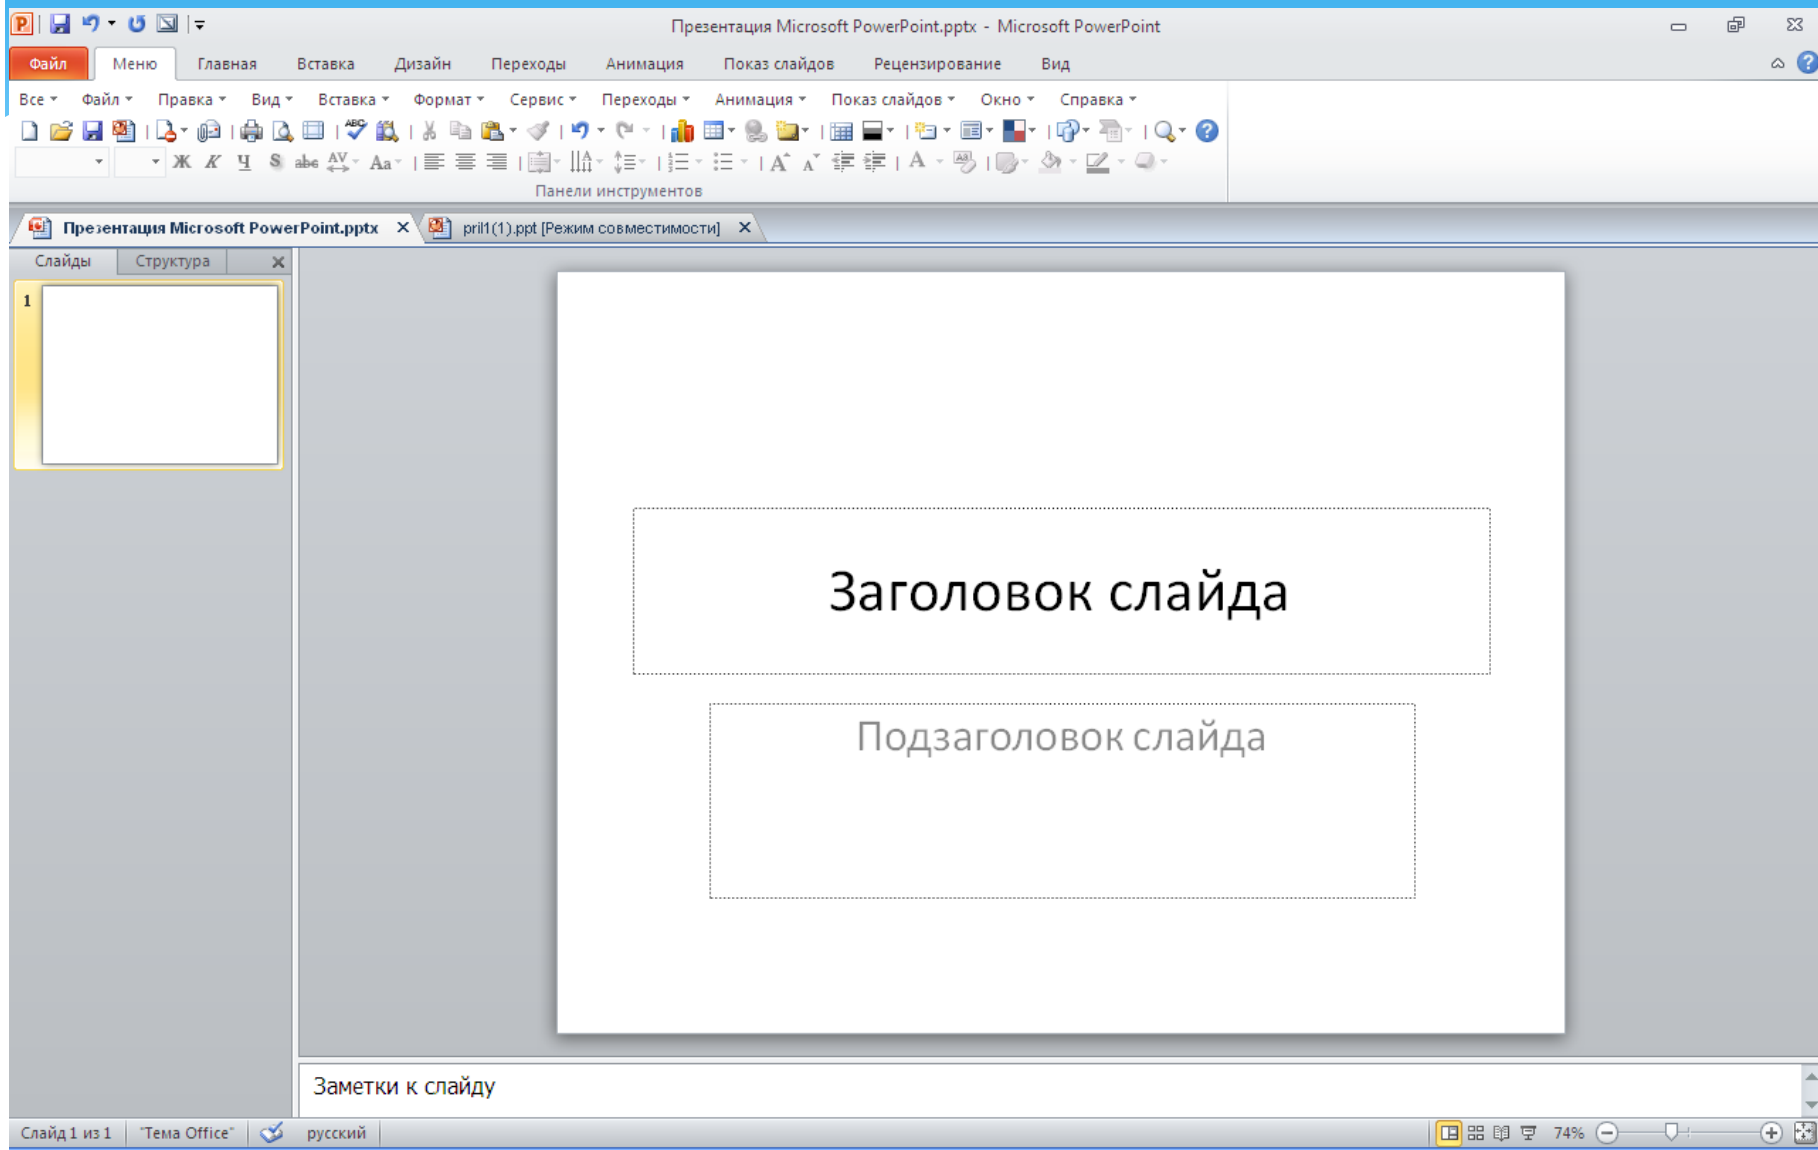 Презентация Microsoft PowerPoint.pptx - Microsoft PowerPoint
Файл Меню Главная Вставка Дизайн Переходы Анимация Показ слайдов Рецензирование Вид
Все Файл Правка Вид Вставка Формат Сервис Переходы Анимация Показ слайдов Окно Справка
Ж К Ч S abc AV Aa A A A
Панели инструментов
Презентация Microsoft PowerPoint.pptx pril1(1).ppt [Режим совместимости]
Слайды Структура
1
Заголовок слайда
Подзаголовок слайда
Заметки к слайду
Слайд 1 из 1 "Тема Office" русский 74%